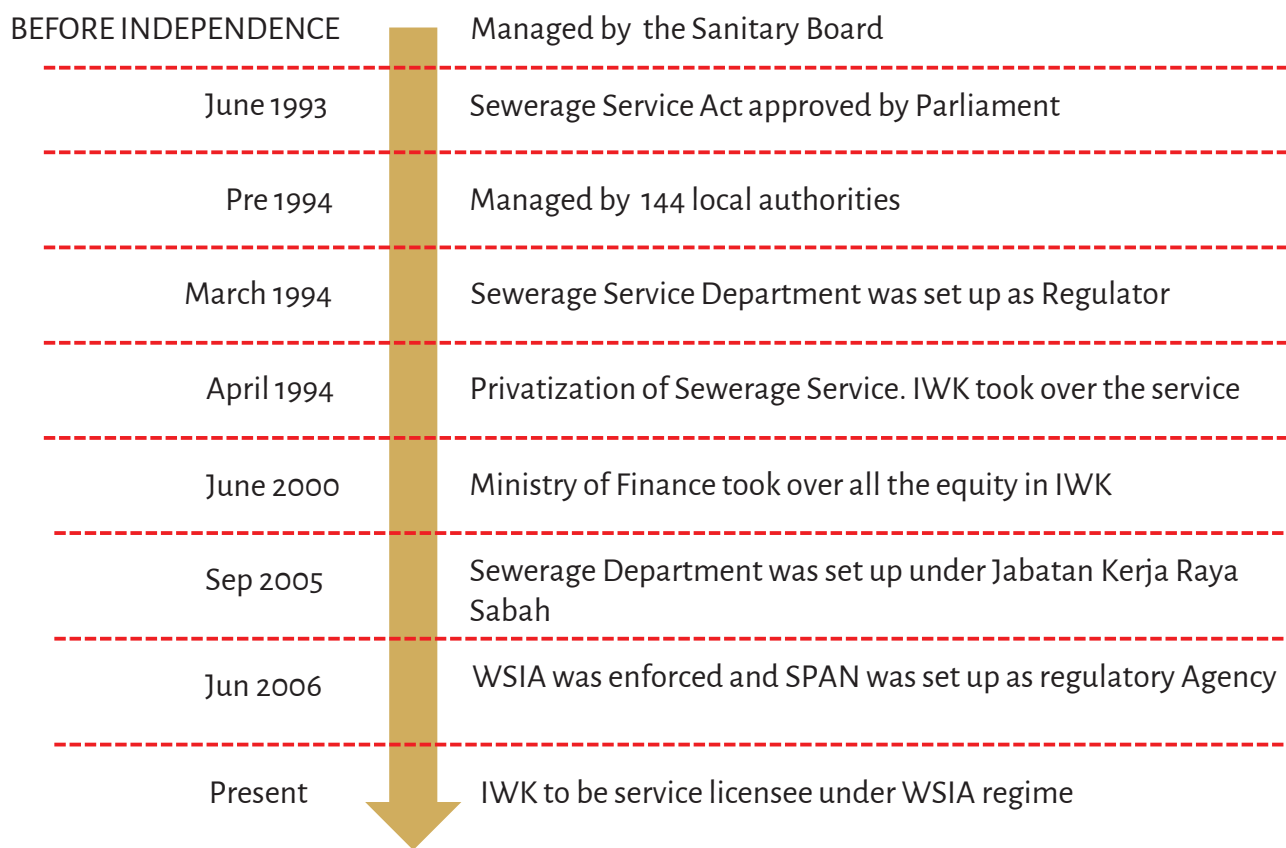 BEFORE INDEPENDENCE Managed by the Sanitary Board
June 1993 Sewerage Service Act approved by Parliament
Pre 1994 Managed by 144 local authorities
March 1994 Sewerage Service Department was set up as Regulator
April 1994 Privatization of Sewerage Service. IWK took over the service
June 2000 Ministry of Finance took over all the equity in IWK
Sep 2005 Sewerage Department was set up under Jabatan Kerja Raya
Sabah
Jun 2006 WSIA was enforced and SPAN was set up as regulatory Agency
Present IWK to be service licensee under WSIA regime